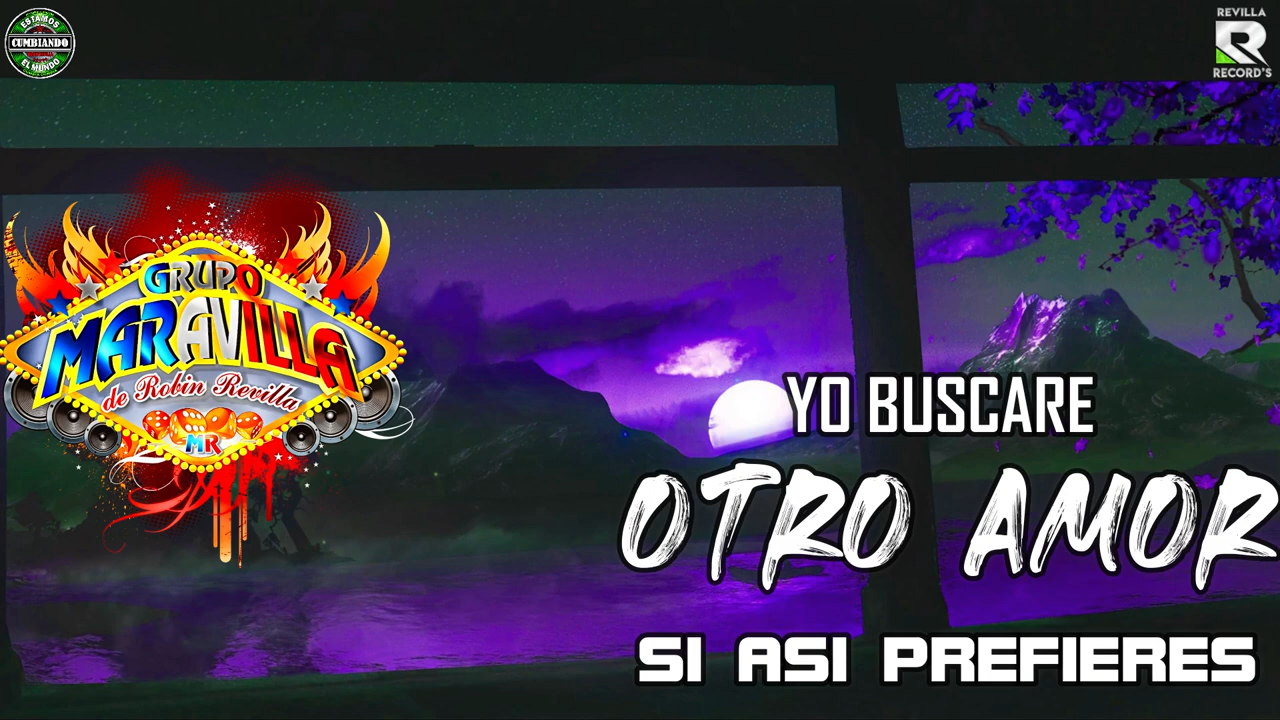 ESTAMOS
CUMBIANDO
EL MUNDO
REVILLA
R
RECORD'S
GRUPO
MARAVILLA
de Robin Revilla
MR
YO BUSCARE
OTRO AMOR
SI ASI PREFIERES